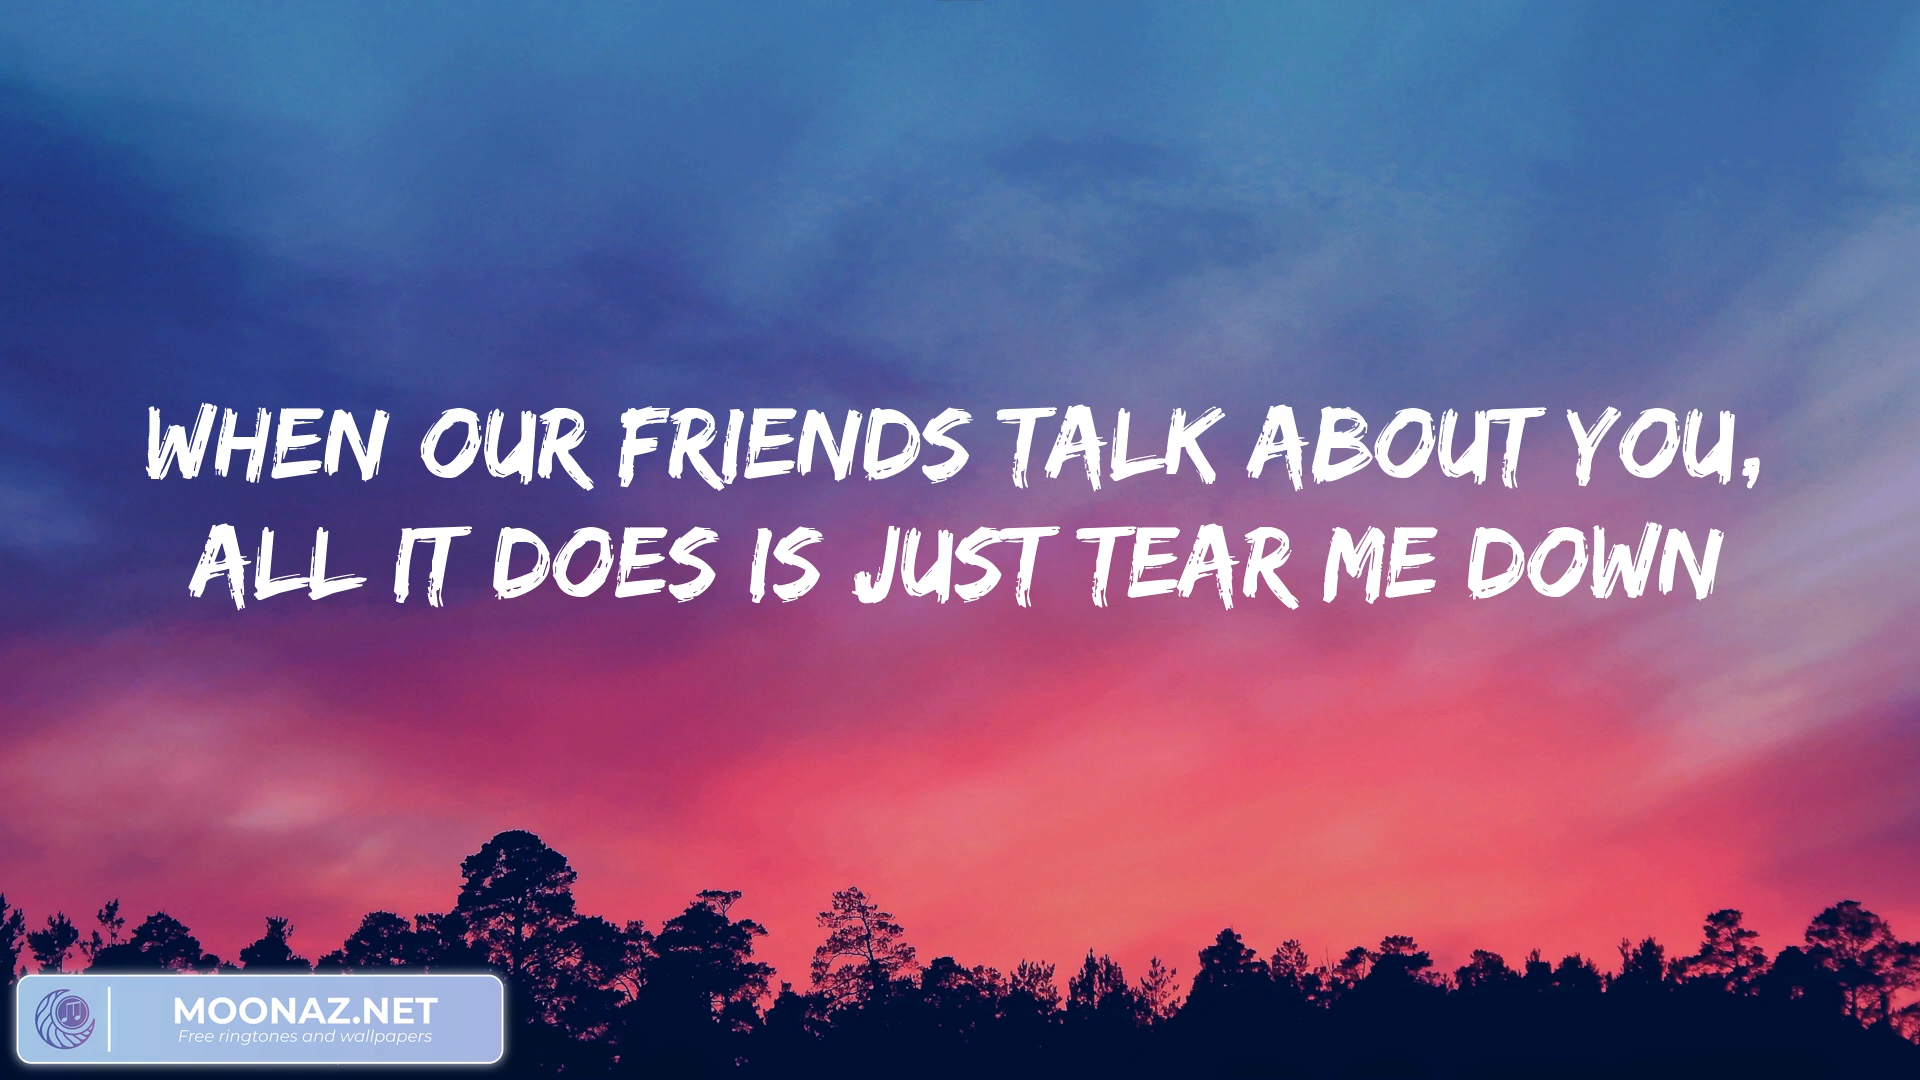 WHEN OUR FRIENDS TALK ABOUT YOU,
ALL IT DOES IS JUST TEAR ME DOWN
MOONAZ.NET
Free ringtones and wallpapers